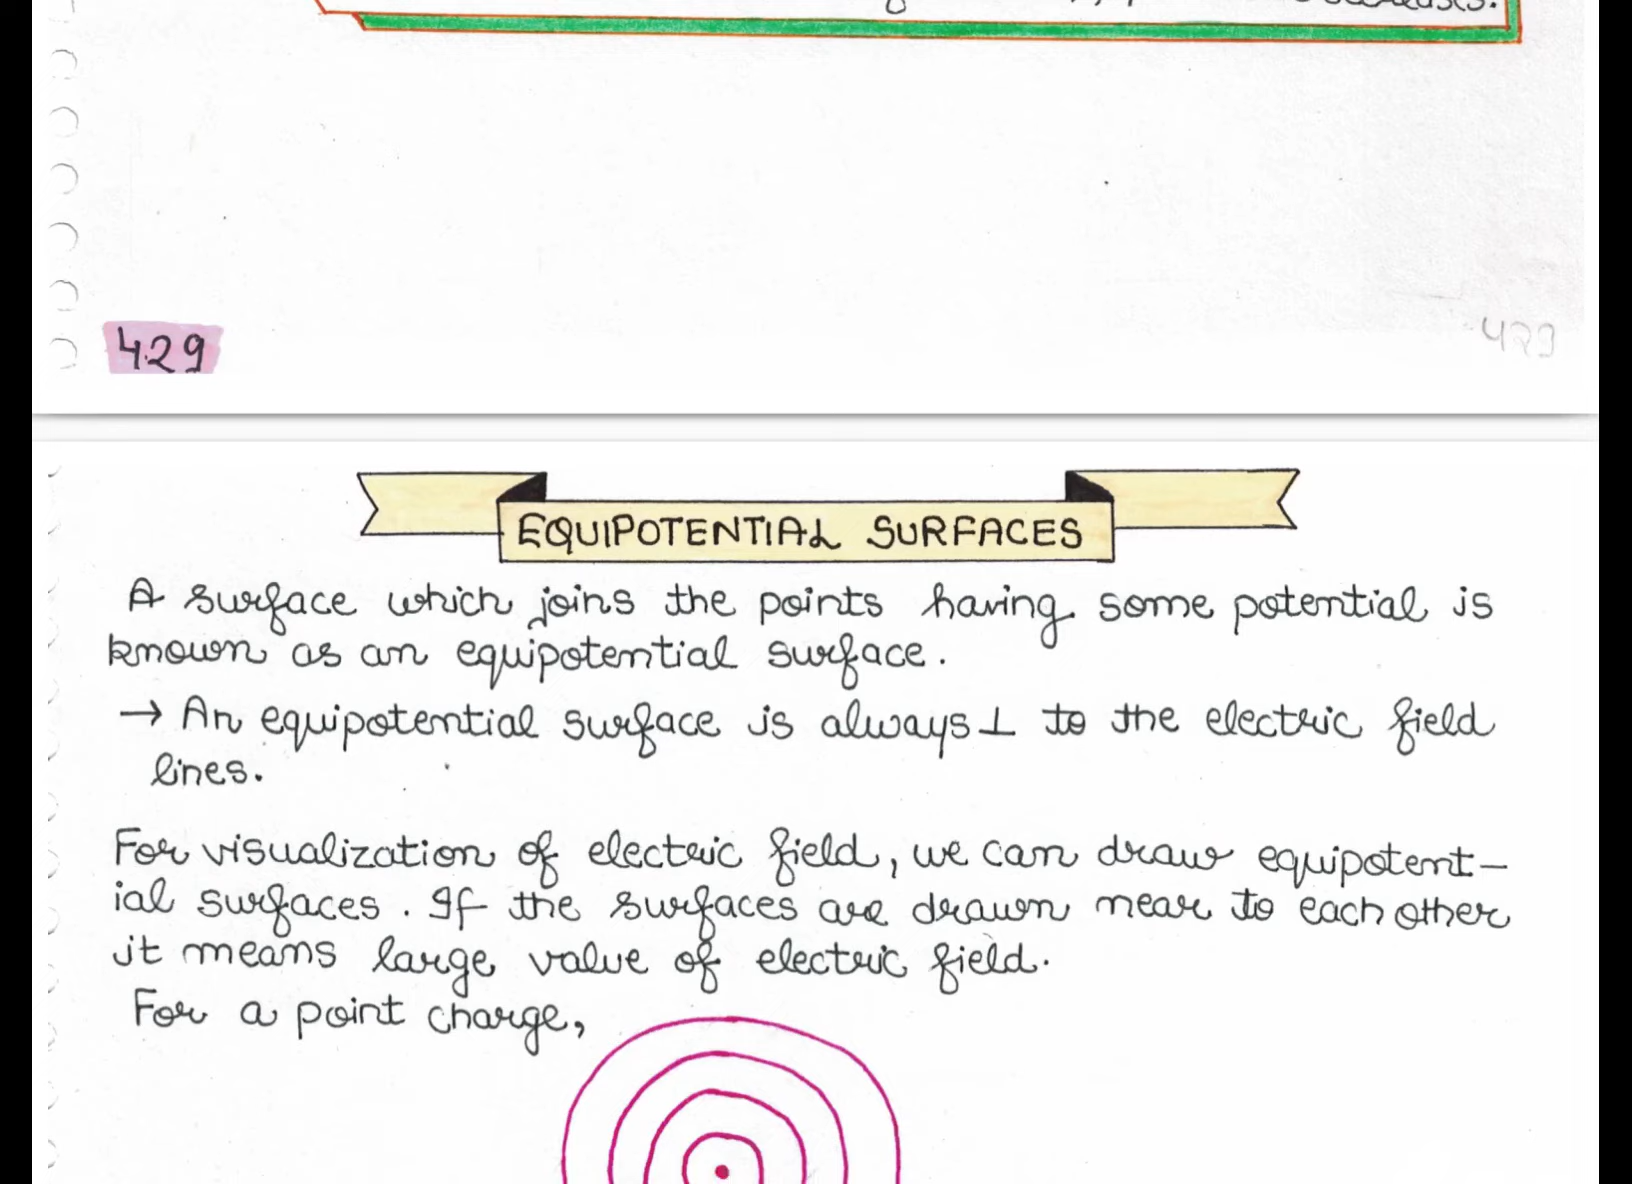 429
EQUIPOTENTIAL SURFACES
A surface which joins the points having some potential is
known as an equipotential surface.
→ An equipotential surface is always ⊥ to the electric field
lines.
For visualization of electric field, we can draw equipotent-
ial surfaces. If the surfaces are drawn near to each other
it means large value of electric field.
For a point charge,